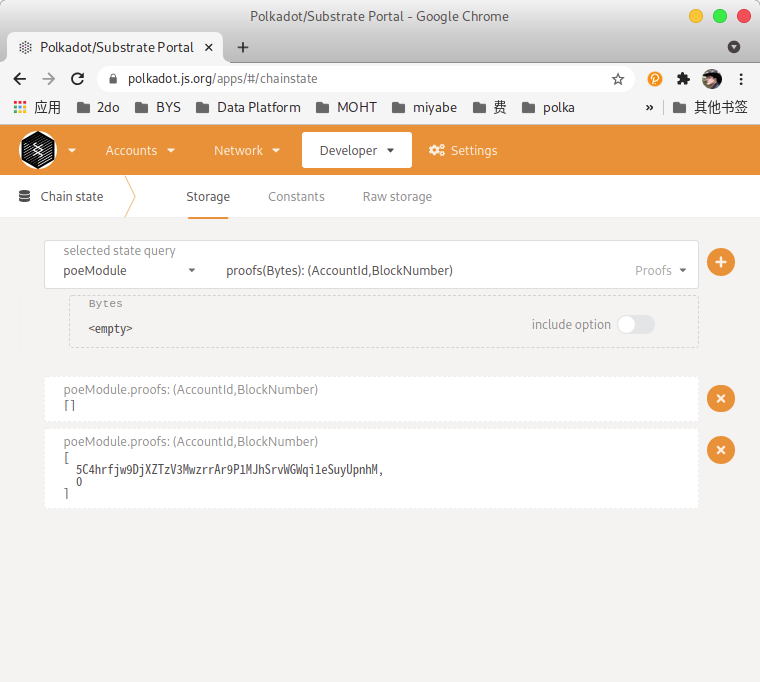 Polkadot/Substrate Portal - Google Chrome
Polkadot/Substrate Portal
polkadot.js.org/apps/#/chainstate
应用 2do BYS Data Platform MOHT miyabe 费 polka » 其他书签
Accounts Network Developer Settings
Chain state Storage Constants Raw storage
selected state query
poeModule proofs(Bytes): (AccountId,BlockNumber) Proofs
Bytes
<empty> include option
poeModule.proofs: (AccountId,BlockNumber)
[]
poeModule.proofs: (AccountId,BlockNumber)
[
5C4hrfjw9DjXZTzV3MwzrrAr9P1MJhSrvWGWqi1eSuyUpnhM,
0
]